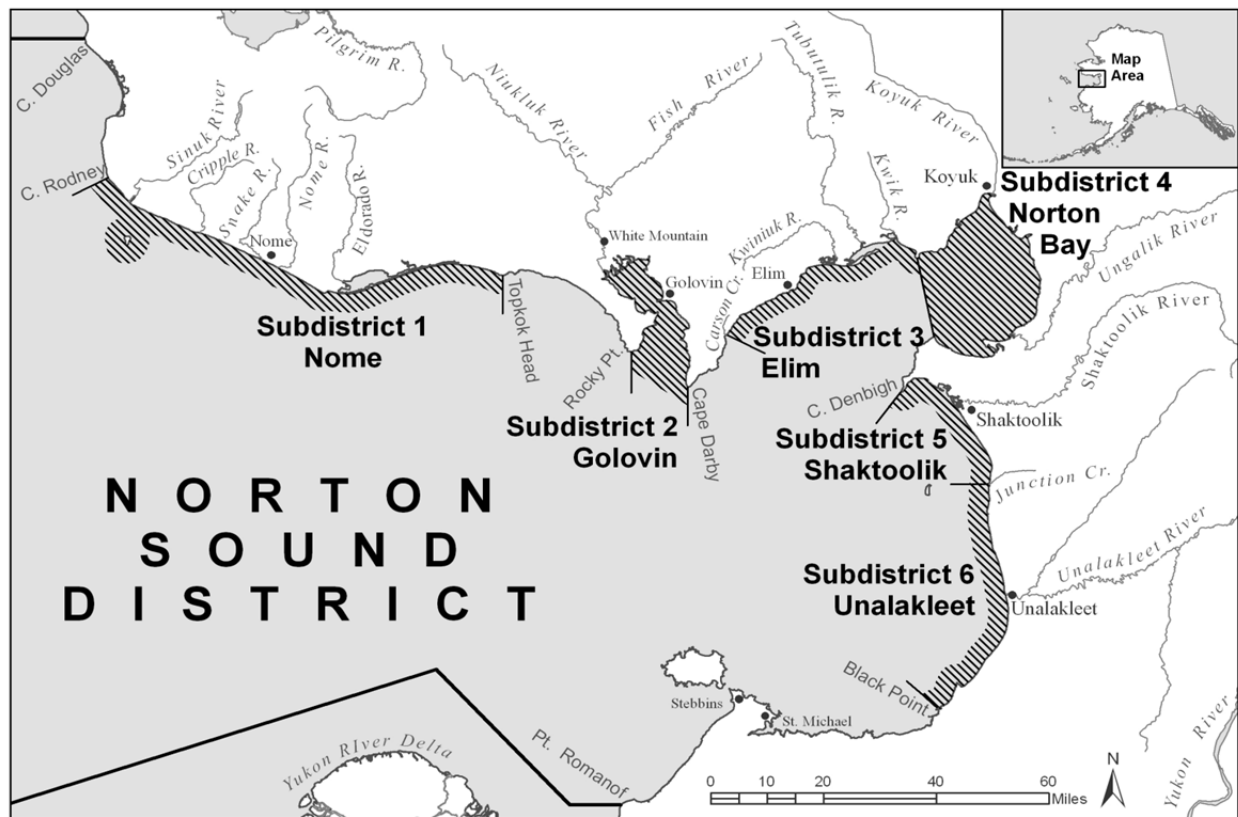 C. Douglas
Pilgrim R.
Niukluk River
Fish River
Tubutulik R.
Koyuk River
Map
Area
Sinuk River
Cripple R.
Snake R.
Nome R.
Eldorado R.
C. Rodney
Nome
White Mountain
Golovin
Kwiniuk R.
Kwik R.
Koyuk
Elim
Carson Cr.
Subdistrict 4
Norton
Bay
Ungalik River
Shaktoolik River
Subdistrict 1
Nome
Topkok Head
Rocky Pt.
Cape Darby
Subdistrict 2
Golovin
Subdistrict 3
Elim
C. Denbigh
Subdistrict 5
Shaktoolik
Shaktoolik
Junction Cr.
NORTON
SOUND
DISTRICT
Subdistrict 6
Unalakleet
Unalakleet River
Unalakleet
Black Point
Stebbins
St. Michael
Yukon RIver Delta
Pt. Romanof
Yukon River
0 10 20 40 60
Miles
N